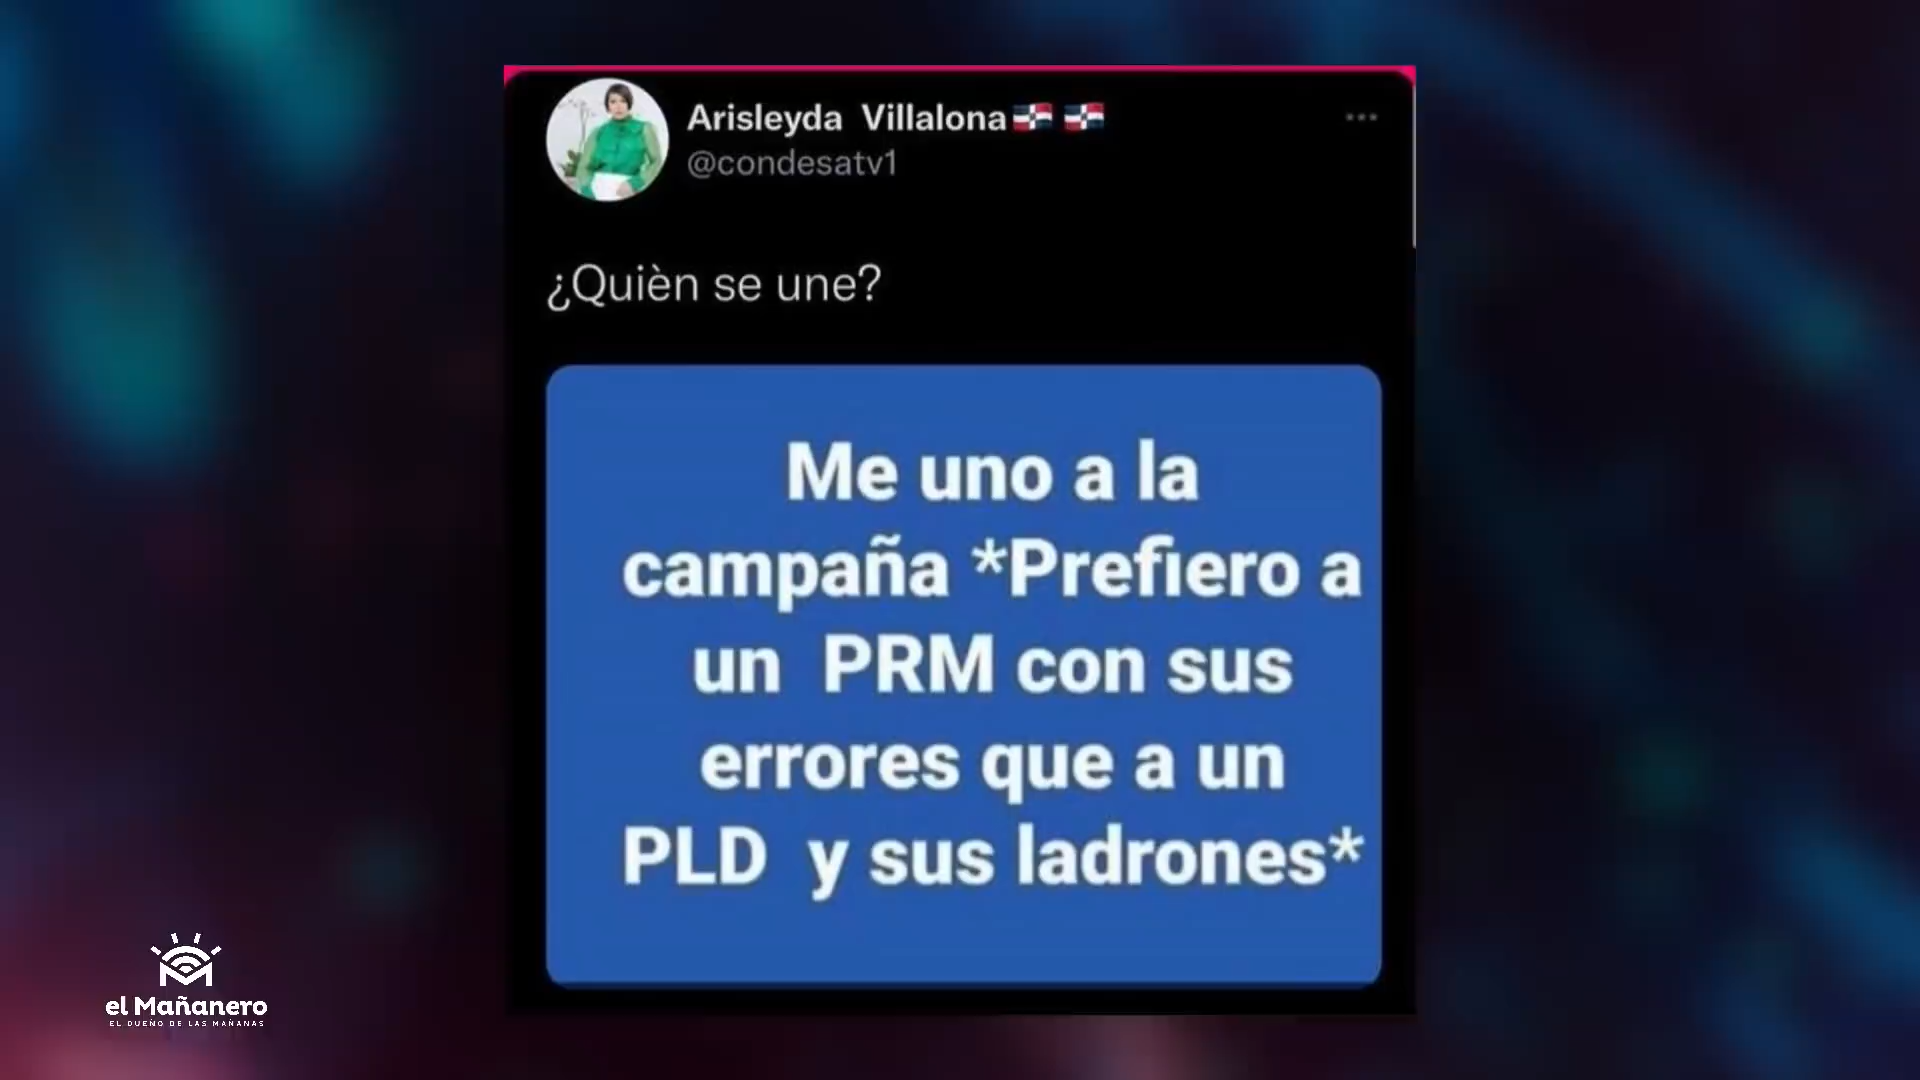 Arisleyda Villalona🇩🇴 🇩🇴
@condesatv1
¿Quièn se une?
Me uno a la
campaña *Prefiero a
un PRM con sus
errores que a un
PLD y sus ladrones*
el Mañanero
EL DUEÑO DE LAS MAÑANAS